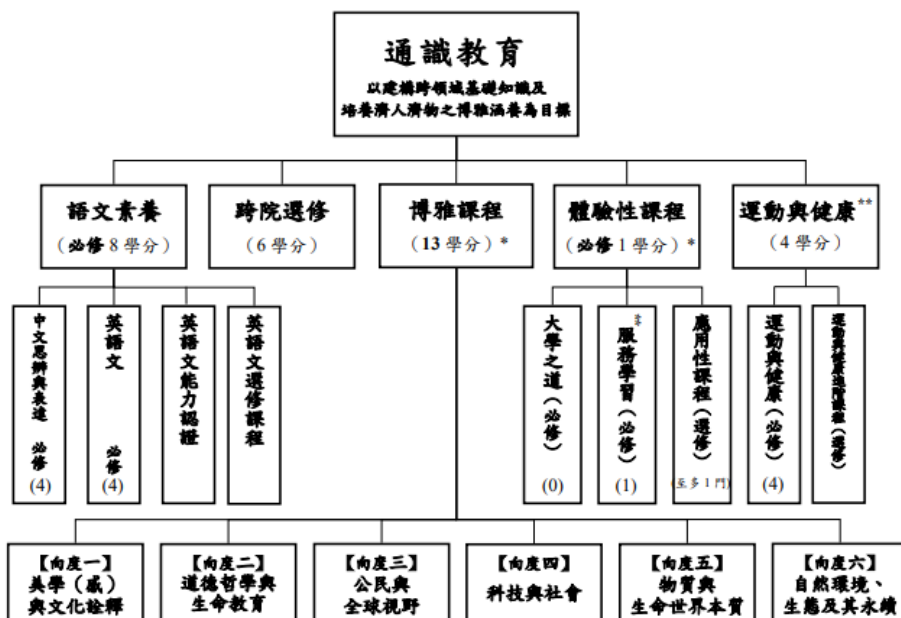 通識教育
以建構跨領域基礎知識及
培養濟人濟物之博雅涵養為目標
語文素養
（必修 8 學分）
跨院選修
（6 學分）
博雅課程
（13 學分）*
體驗性課程
（必修 1 學分）*
運動與健康**
（4 學分）
中文思辨與表達 必修
(4)
英語文 必修
(4)
英語文能力認證
英語文選修課程
大學之道（必修）
(0)
**服務學習（必修）
(1)
應用性課程（選修）
(至多 1 門)
運動與健康（必修）
(4)
運動與健康進階課程（選修）
【向度一】
美學（感）
與文化詮釋
【向度二】
道德哲學與
生命教育
【向度三】
公民與
全球視野
【向度四】
科技與社會
【向度五】
物質與
生命世界本質
【向度六】
自然環境、
生態及其永續